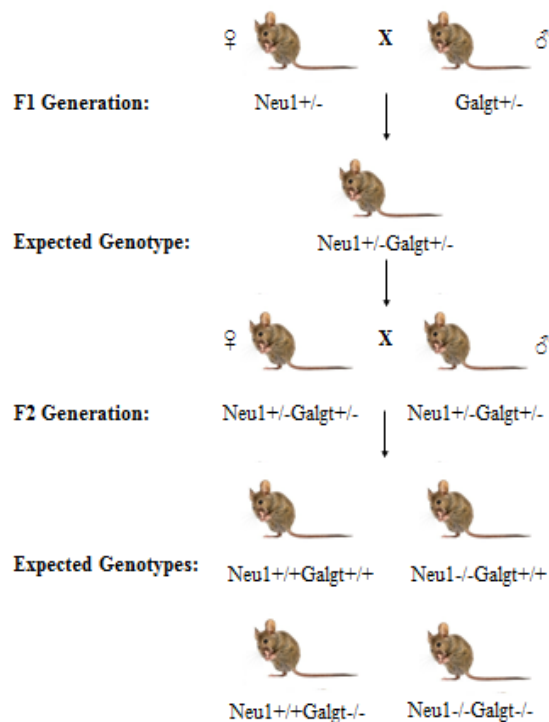 ♀ X ♂
F1 Generation: Neu1+/- Galgt+/-
Expected Genotype: Neu1+/-Galgt+/-
♀ X ♂
F2 Generation: Neu1+/-Galgt+/- Neu1+/-Galgt+/-
Expected Genotypes: Neu1+/+Galgt+/+ Neu1-/-Galgt+/+
Neu1+/+Galgt-/- Neu1-/-Galgt-/-